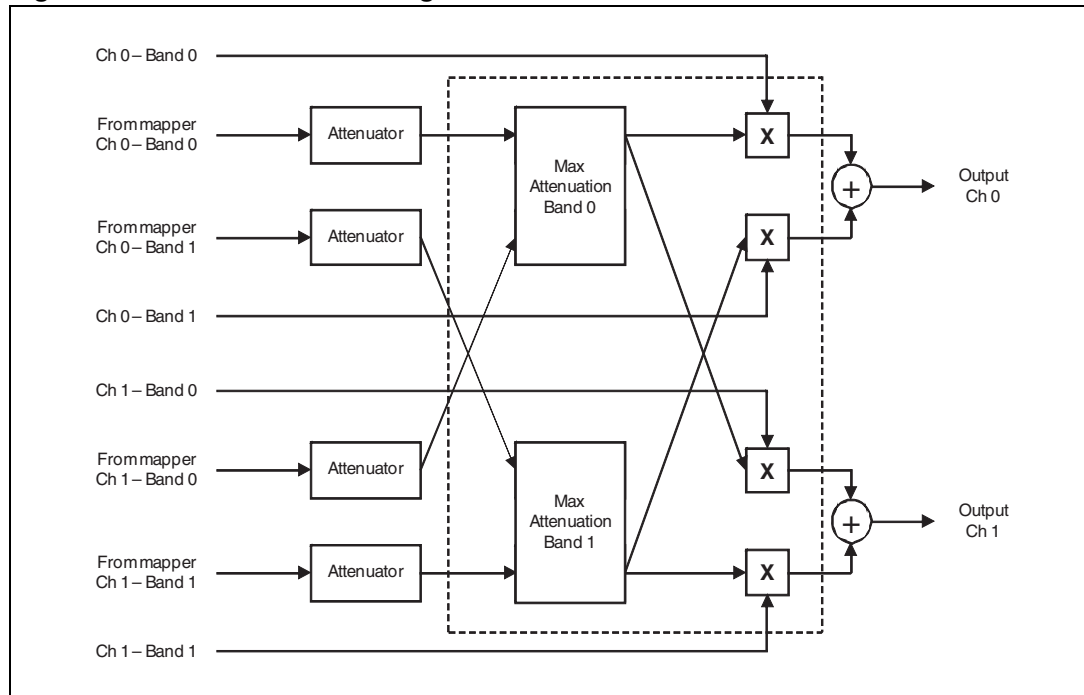 Ch 0 – Band 0
From mapper
Ch 0 – Band 0
Attenuator
From mapper
Ch 0 – Band 1
Attenuator
Ch 0 – Band 1
Max
Attenuation
Band 0
X
X
+
Output
Ch 0
Ch 1 – Band 0
From mapper
Ch 1 – Band 0
Attenuator
From mapper
Ch 1 – Band 1
Attenuator
Ch 1 – Band 1
Max
Attenuation
Band 1
X
X
+
Output
Ch 1